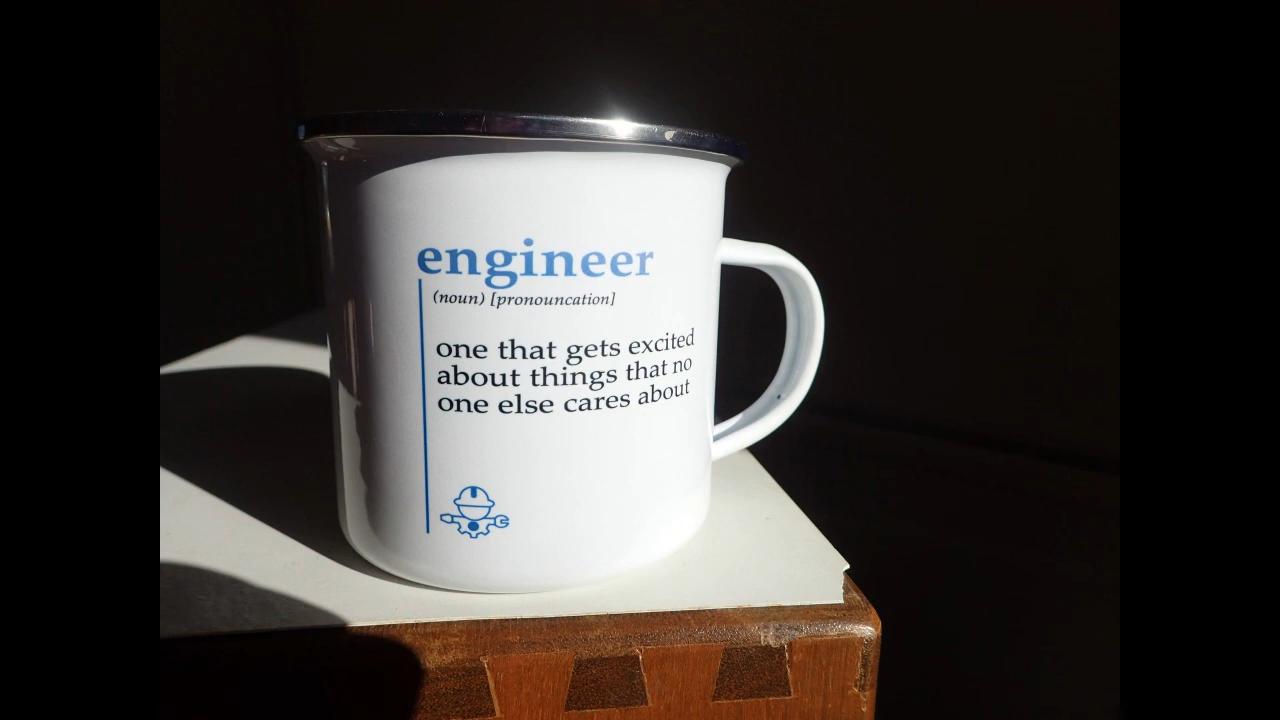 engineer
(noun) [pronouncation]
one that gets excited
about things that no
one else cares about